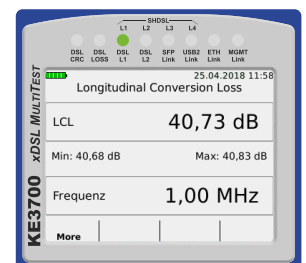 SHDSL
L1 L2 L3 L4
DSL CRC DSL LOSS DSL L1 DSL L2 SFP Link USB2 Link ETH Link MGMT Link
25.04.2018 11:58
Longitudinal Conversion Loss
LCL 40,73 dB
Min: 40,68 dB Max: 40,83 dB
Frequenz 1,00 MHz
More
KE3700 xDSL MULTITEST